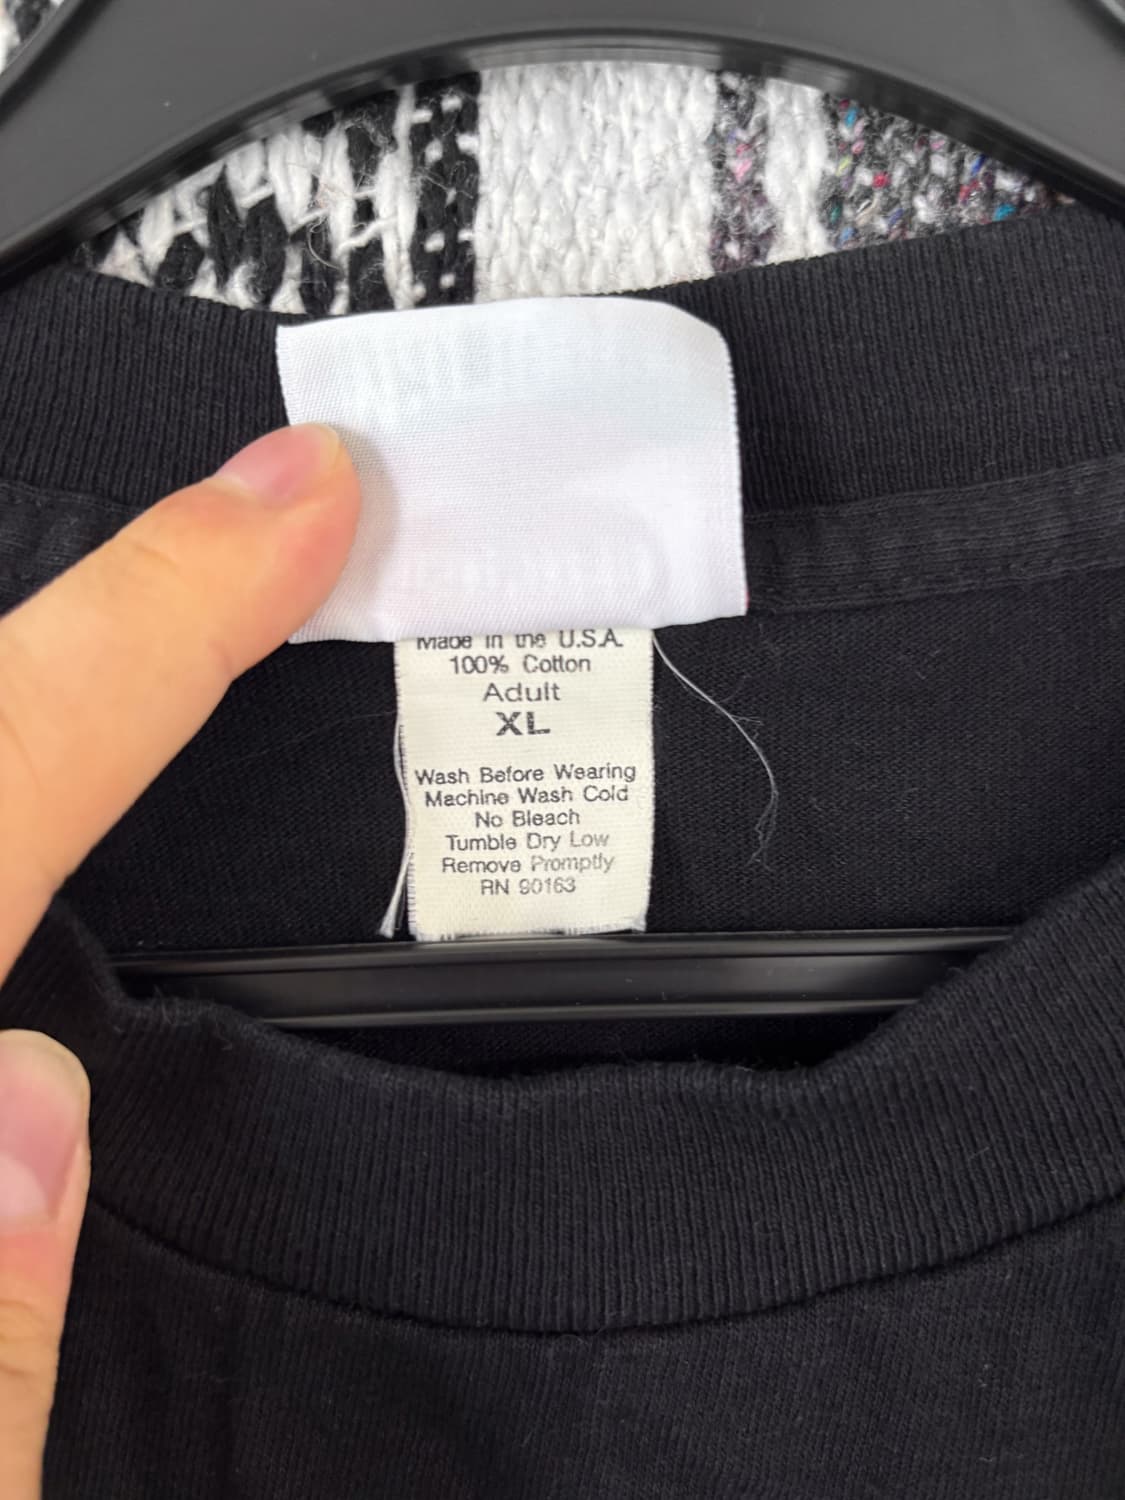 Made in the U.S.A.
100% Cotton
Adult
XL
Wash Before Wearing
Machine Wash Cold
No Bleach
Tumble Dry Low
Remove Promptly
RN 90163